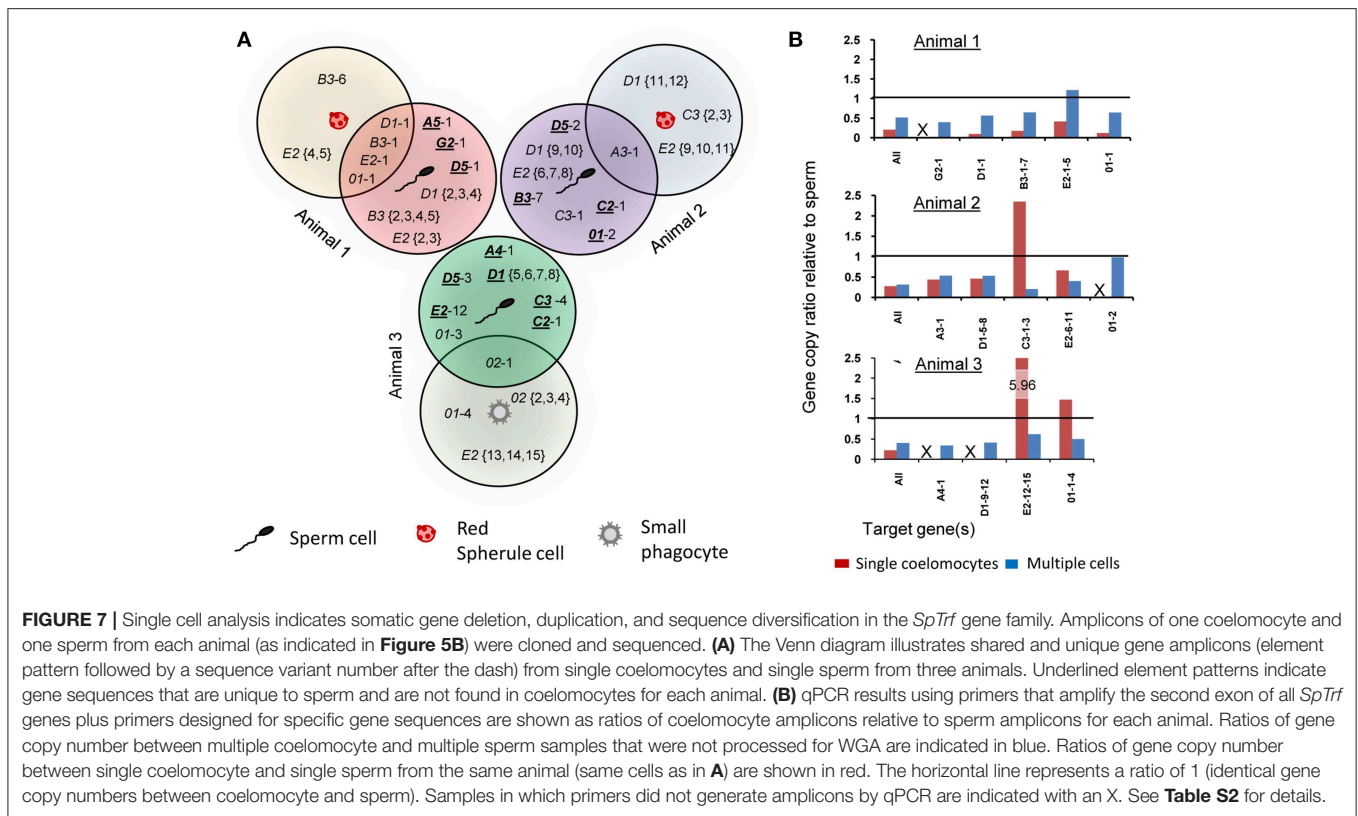 A
B3-6
E2 {4,5}
D1-1
B3-1
E2-1
01-1
A5-1
G2-1
D5-1
D1 {2,3,4}
B3 {2,3,4,5}
E2 {2,3}
Animal 1
D5-2
D1 {9,10}
E2 {6,7,8}
B3-7
C3-1
C2-1
01-2
A3-1
D1 {11,12}
C3 {2,3}
E2 {9,10,11}
Animal 2
A4-1
D5-3
D1 {5,6,7,8}
E2-12
C3 -4
C2-1
01-3
02-1
01-4
02 {2,3,4}
E2 {13,14,15}
Animal 3
Sperm cell
Red
Spherule cell
Small
phagocyte
B
Gene copy ratio relative to sperm
Animal 1
2.5
2
1.5
1
0.5
0
X
All
G2-1
D1-1
B3-1-7
E2-1-5
01-1
Animal 2
2.5
2
1.5
1
0.5
0
X
All
A3-1
D1-5-8
C3-1-3
E2-6-11
01-2
Animal 3
2.5
2
1.5
1
0.5
0
X
X
5.96
All
A4-1
D1-9-12
E2-12-15
01-1-4
Target gene(s)
Single coelomocytes
Multiple cells
FIGURE 7 | Single cell analysis indicates somatic gene deletion, duplication, and sequence diversification in the SpTrf gene family. Amplicons of one coelomocyte and
one sperm from each animal (as indicated in Figure 5B) were cloned and sequenced. (A) The Venn diagram illustrates shared and unique gene amplicons (element
pattern followed by a sequence variant number after the dash) from single coelomocytes and single sperm from three animals. Underlined element patterns indicate
gene sequences that are unique to sperm and are not found in coelomocytes for each animal. (B) qPCR results using primers that amplify the second exon of all SpTrf
genes plus primers designed for specific gene sequences are shown as ratios of coelomocyte amplicons relative to sperm amplicons for each animal. Ratios of gene
copy number between multiple coelomocyte and multiple sperm samples that were not processed for WGA are indicated in blue. Ratios of gene copy number
between single coelomocyte and single sperm from the same animal (same cells as in A) are shown in red. The horizontal line represents a ratio of 1 (identical gene
copy numbers between coelomocyte and sperm). Samples in which primers did not generate amplicons by qPCR are indicated with an X. See Table S2 for details.